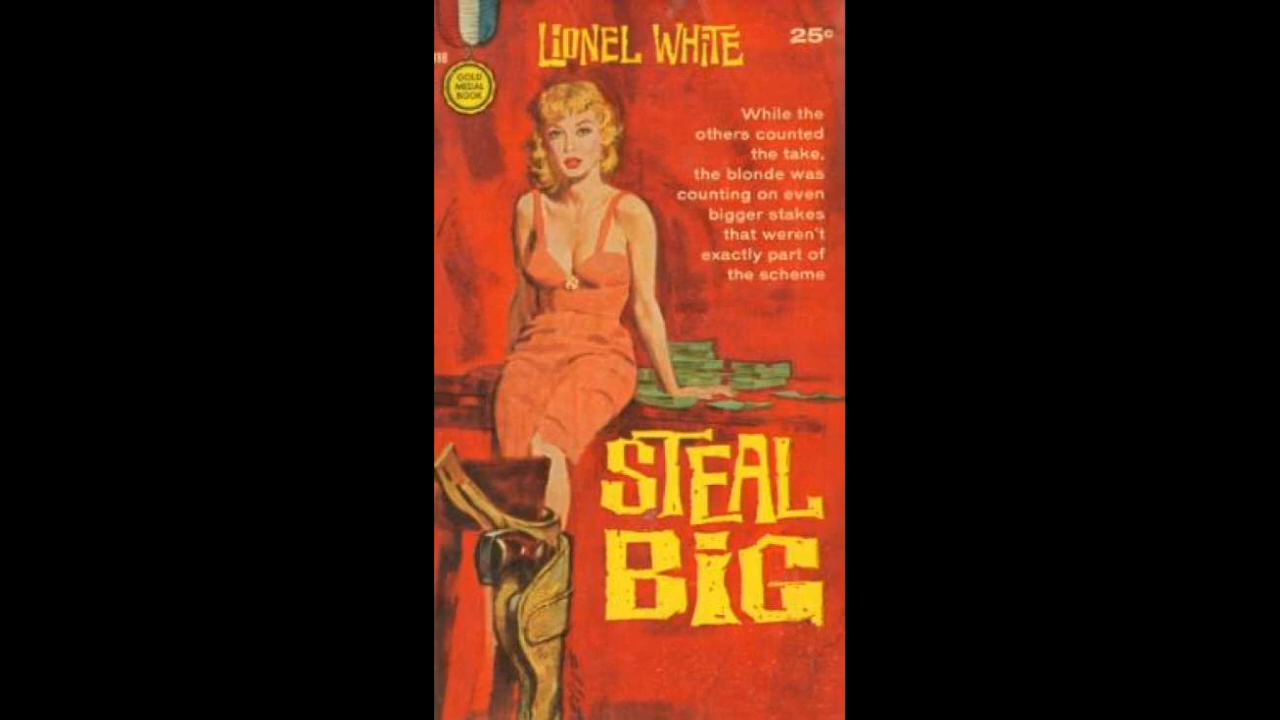 LiONEL WHiTE
25c
GOLD
MEDAL
BOOK
While the
others counted
the take,
the blonde was
counting on even
bigger stakes
that weren't
exactly part of
the scheme
STEAL
BiG